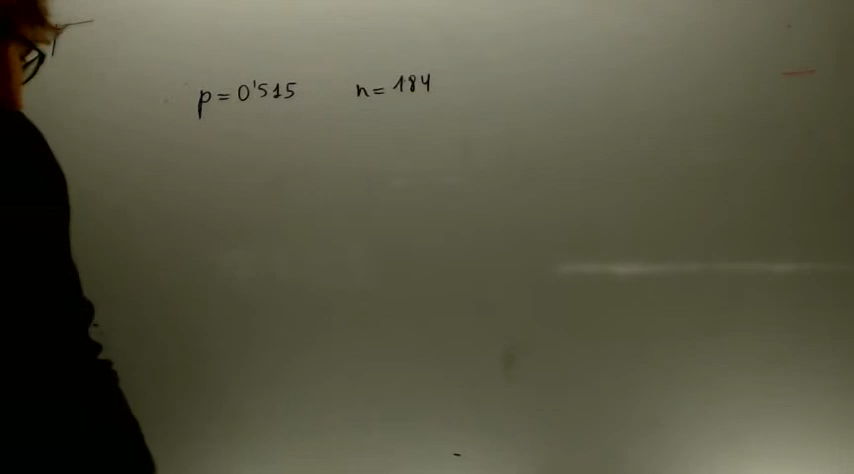 p = 0'515 n = 184